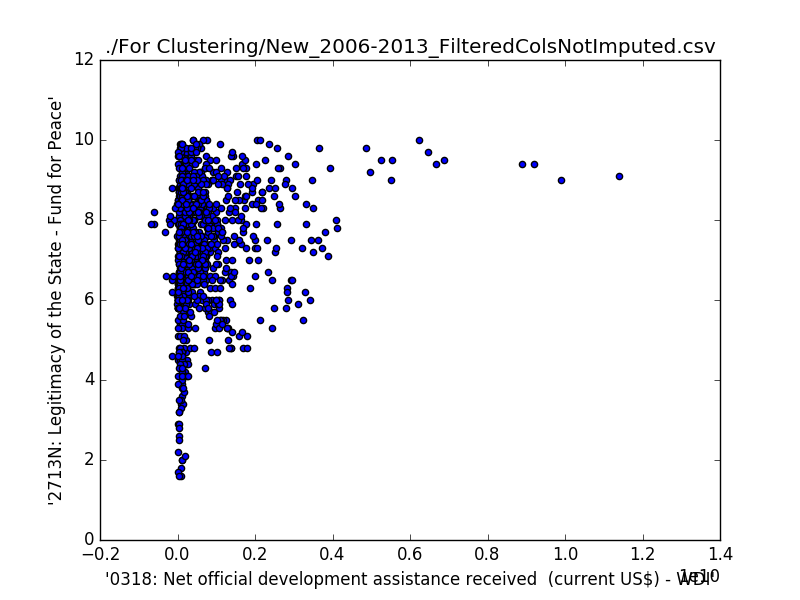 ./For Clustering/New_2006-2013_FilteredColsNotImputed.csv
12
10
8
6
4
2
0
'2713N: Legitimacy of the State - Fund for Peace'
−0.2 0.0 0.2 0.4 0.6 0.8 1.0 1.2 1.4
1e10
'0318: Net official development assistance received  (current US$) - WDI'